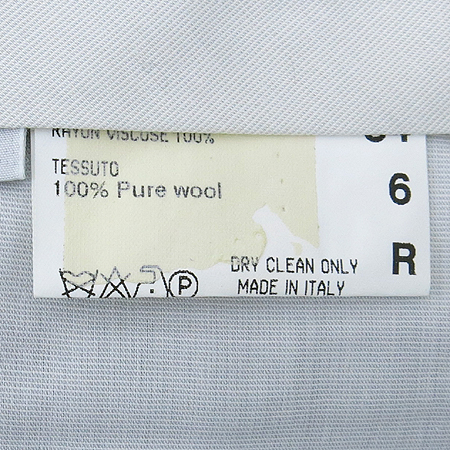 RAYON VISCOSE 100%
TESSUTO
100% Pure wool
6
R
P
DRY CLEAN ONLY
MADE IN ITALY